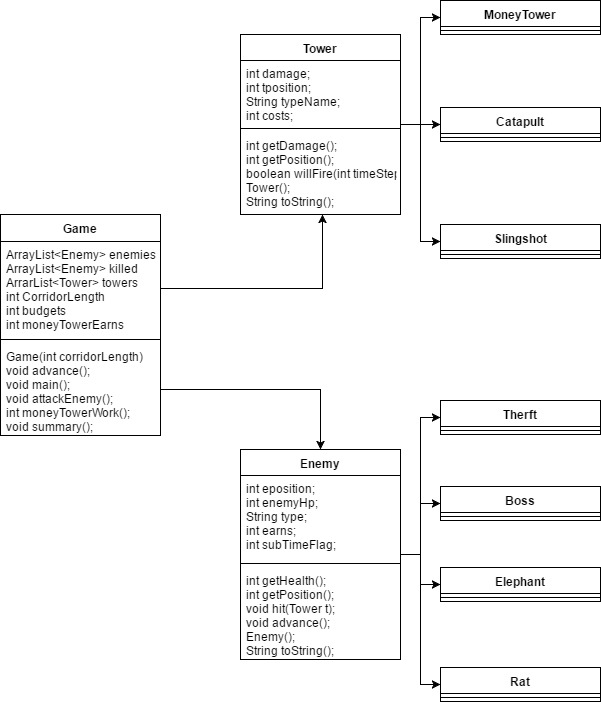 MoneyTower
Tower
int damage;
int tposition;
String typeName;
int costs;
int getDamage();
int getPosition();
boolean willFire(int timeStep
Tower();
String toString();
Catapult
Slingshot
Game
ArrayList<Enemy> enemies
ArrayList<Enemy> killed
ArrarList<Tower> towers
int CorridorLength
int budgets
int moneyTowerEarns
Game(int corridorLength)
void advance();
void main();
void attackEnemy();
int moneyTowerWork();
void summary();
Enemy
int eposition;
int enemyHp;
String type;
int earns;
int subTimeFlag;
int getHealth();
int getPosition();
void hit(Tower t);
void advance();
Enemy();
String toString();
Therft
Boss
Elephant
Rat